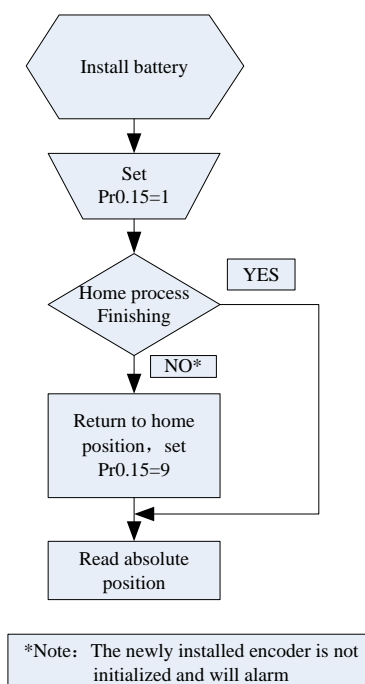 Install battery
Set
Pr0.15=1
Home process
Finishing
YES
NO*
Return to home
position，set
Pr0.15=9
Read absolute
position
*Note：The newly installed encoder is not
initialized and will alarm